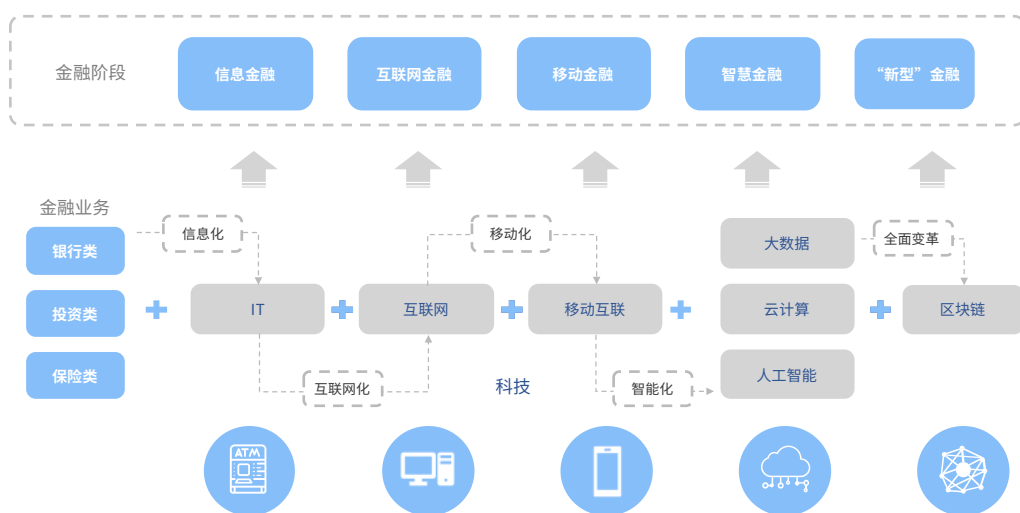 金融阶段
信息金融
互联网金融
移动金融
智慧金融
“新型”金融
金融业务
银行类
投资类
保险类
信息化
移动化
全面变革
IT
互联网
移动互联
大数据
云计算
人工智能
区块链
互联网化
科技
智能化
ATM